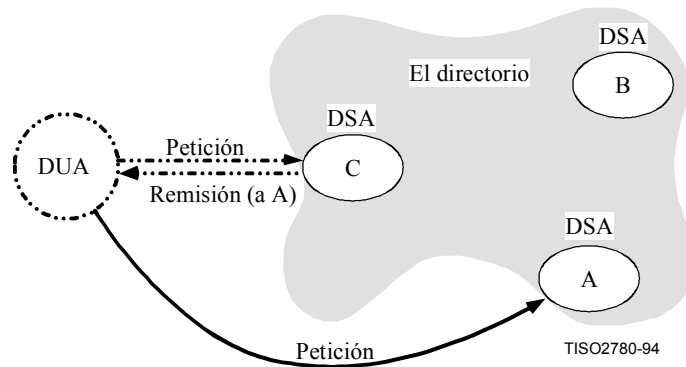 DSA
El directorio
B
DSA
Petición
DUA
C
Remisión (a A)
DSA
A
Petición
TISO2780-94